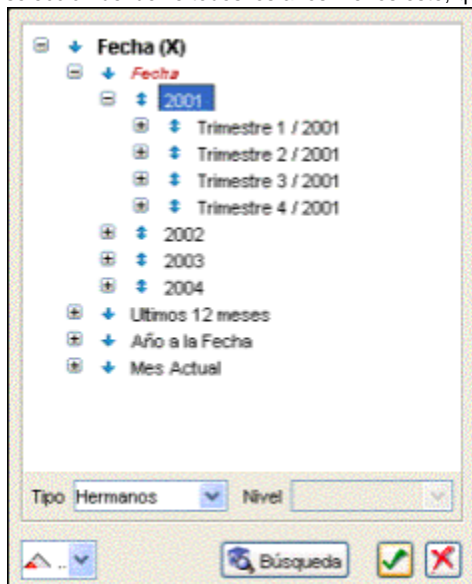 Fecha (X)
Fecha
2001
Trimestre 1 / 2001
Trimestre 2 / 2001
Trimestre 3 / 2001
Trimestre 4 / 2001
2002
2003
2004
Ultimos 12 meses
Año a la Fecha
Mes Actual
Tipo Hermanos Nivel
.. Búsqueda